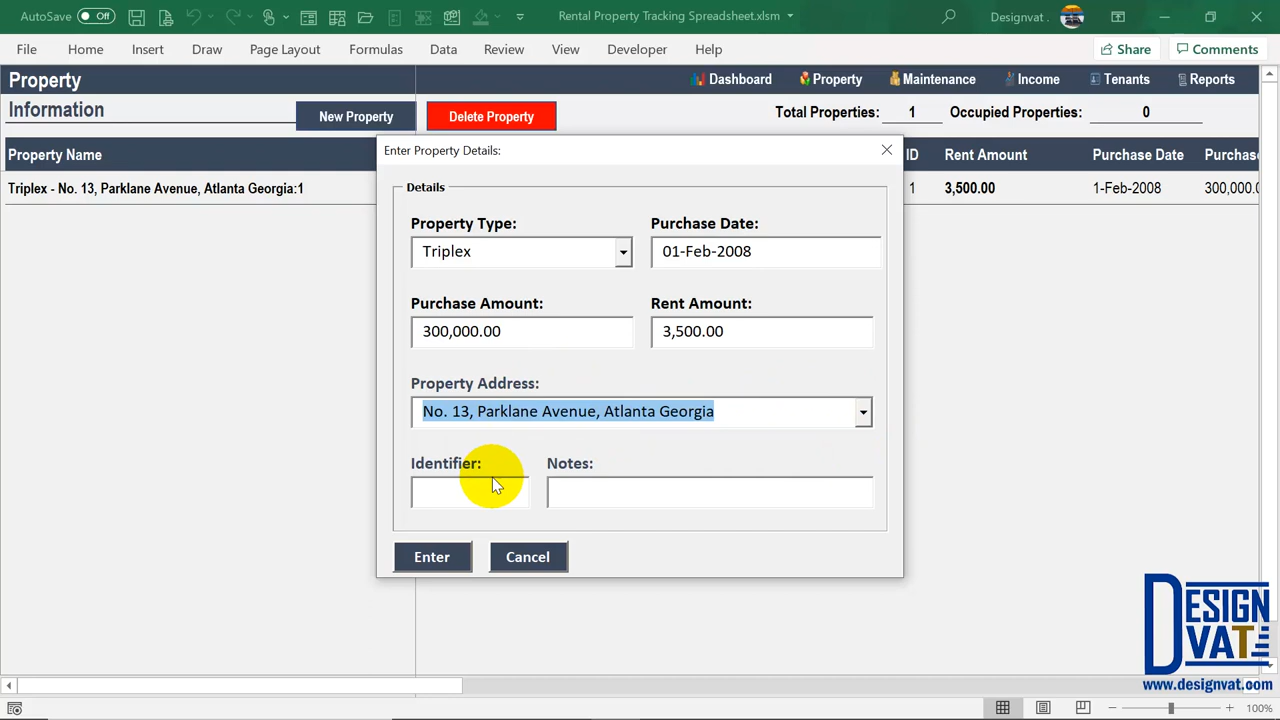 AutoSave Off Rental Property Tracking Spreadsheet.xlsm Designvat .
File Home Insert Draw Page Layout Formulas Data Review View Developer Help Share Comments
Property Dashboard Property Maintenance Income Tenants Reports
Information New Property Delete Property Total Properties: 1 Occupied Properties: 0
Property Name ID Rent Amount Purchase Date Purchas
Triplex - No. 13, Parklane Avenue, Atlanta Georgia:1 1 3,500.00 1-Feb-2008 300,000.
Enter Property Details:
Details
Property Type: Purchase Date:
Triplex 01-Feb-2008
Purchase Amount: Rent Amount:
300,000.00 3,500.00
Property Address:
No. 13, Parklane Avenue, Atlanta Georgia
Identifier: Notes:
Enter Cancel
DESIGN
VAT
www.designvat.com
100%